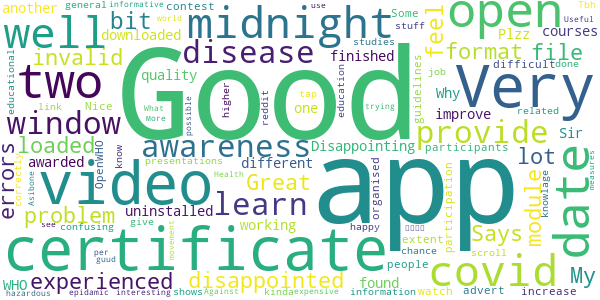 another general informative contest Some use Tbh
world stuff Useful
well bit downloaded midnight open Plzz courses
disease feel
invalid finished studies format file
educational two quality higher tap guidelines difficult done job
Good Very
link Nice What More possible reddit one education trying Why improve related
window awareness provide Sir
errors loaded Disappointing participants date
awarded OpenWHO know different lot
correctly Asibone video presentations Great learn Health organised app participation module knowlage measures
problem uninstalled working happy extent Says
see confusing movement give chance scroll
certificate people covid My
per guud found
WHO experienced disappointed watch advert increase
hazardous epidamic interesting shows Against kinda expensive information